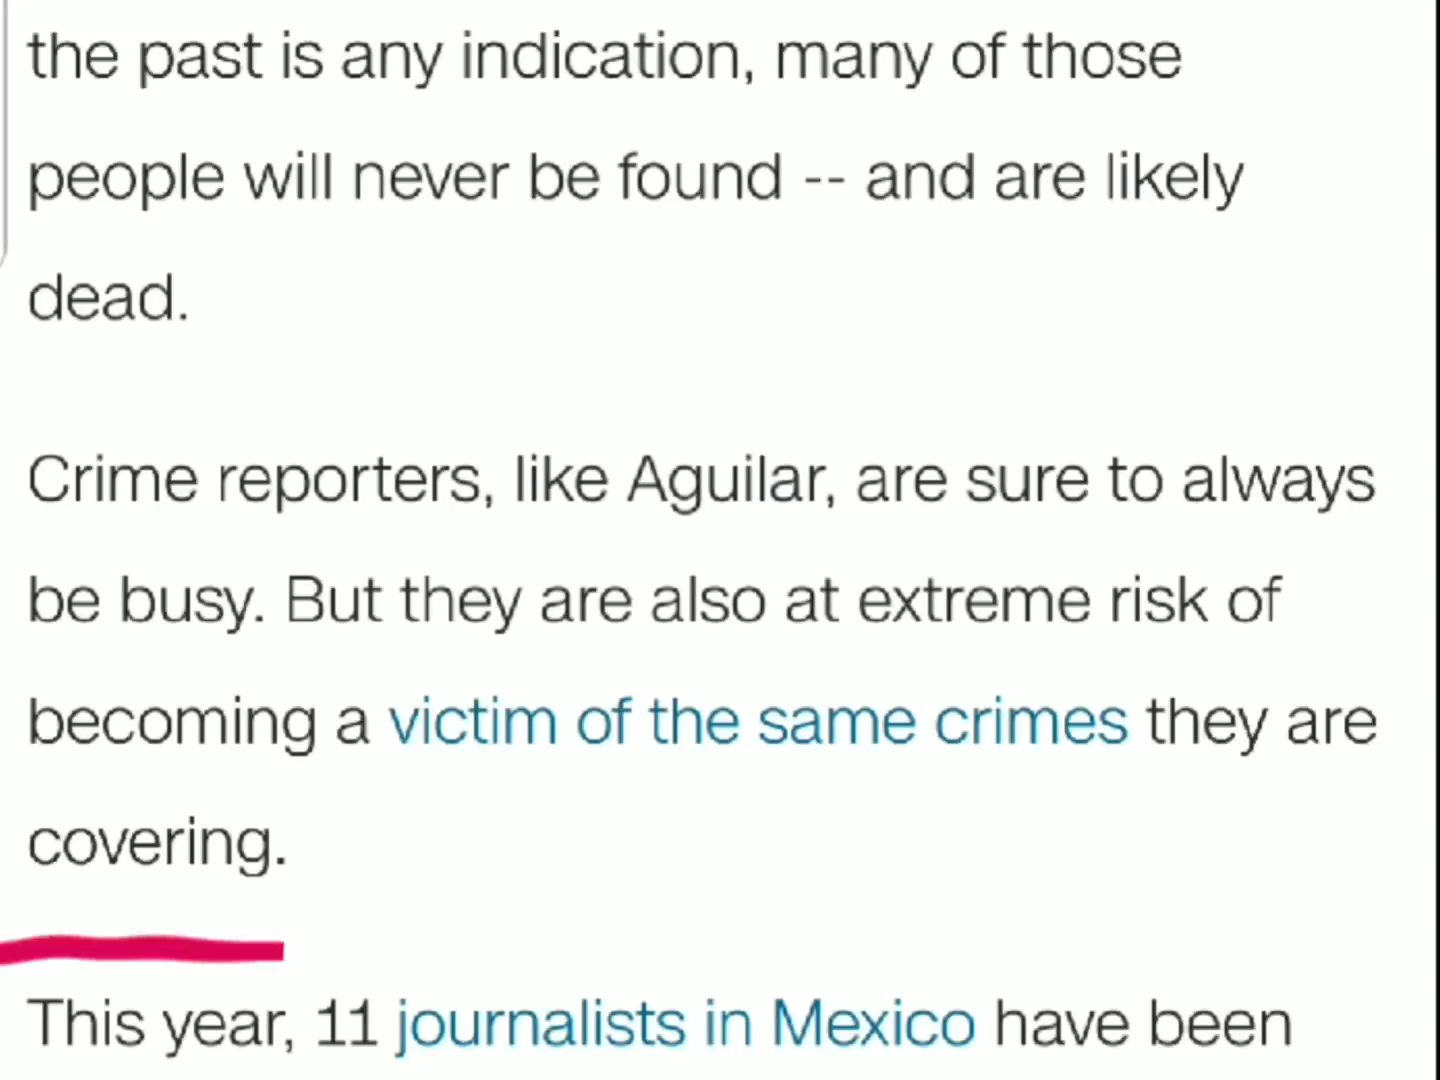 the past is any indication, many of those
people will never be found -- and are likely
dead.
Crime reporters, like Aguilar, are sure to always
be busy. But they are also at extreme risk of
becoming a victim of the same crimes they are
covering.
This year, 11 journalists in Mexico have been